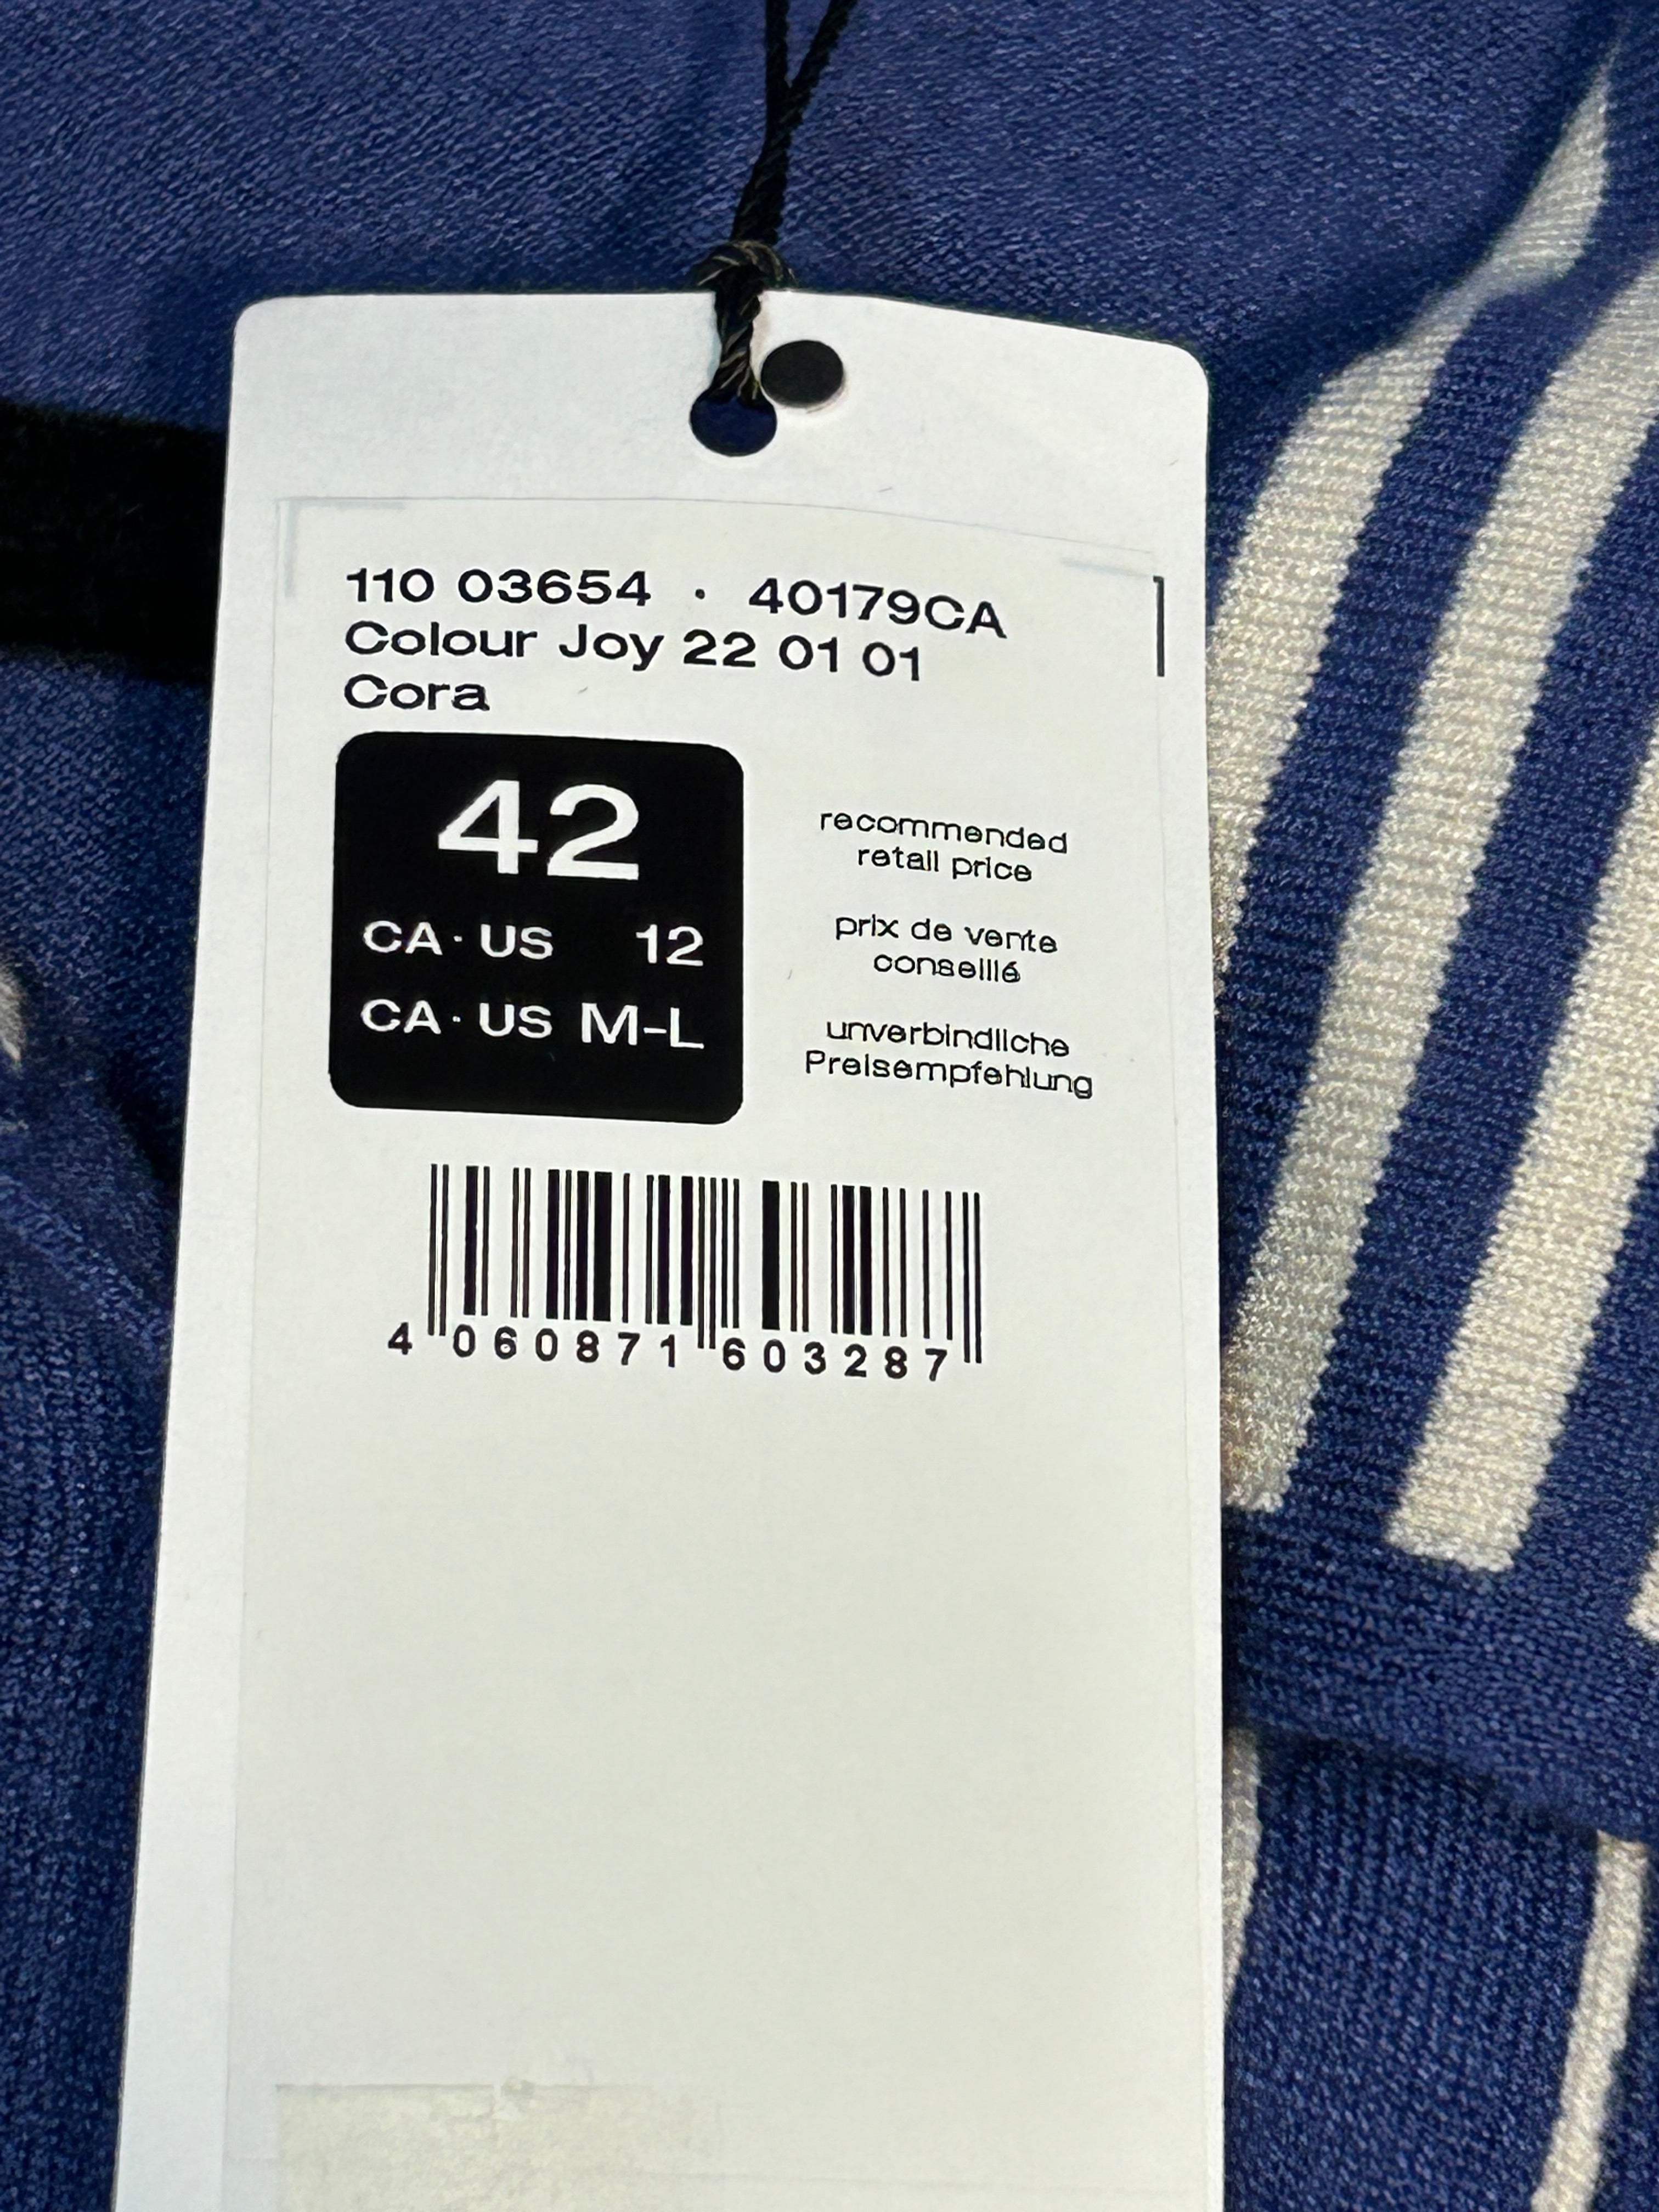 110 03654 · 40179CA
Colour Joy 22 01 01
Cora
42
CA·US 12
CA·US M-L
recommended
retail price
prix de vente
conseillé
unverbindliche
Preisempfehlung
4 060871 603287